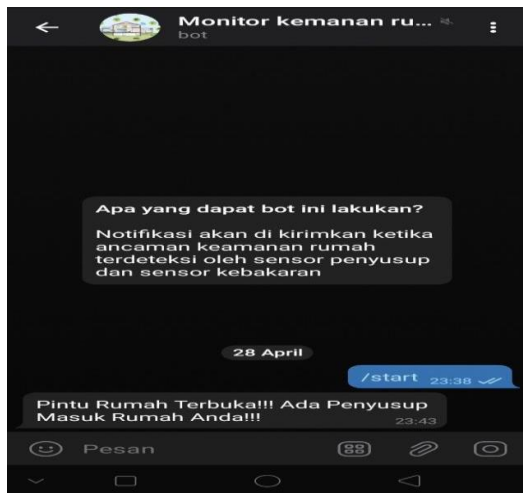 Monitor kemanan ru...
bot
Apa yang dapat bot ini lakukan?
Notifikasi akan di kirimkan ketika
ancaman keamanan rumah
terdeteksi oleh sensor penyusup
dan sensor kebakaran
28 April
/start 23:38
Pintu Rumah Terbuka!!! Ada Penyusup
Masuk Rumah Anda!!! 23:43
Pesan